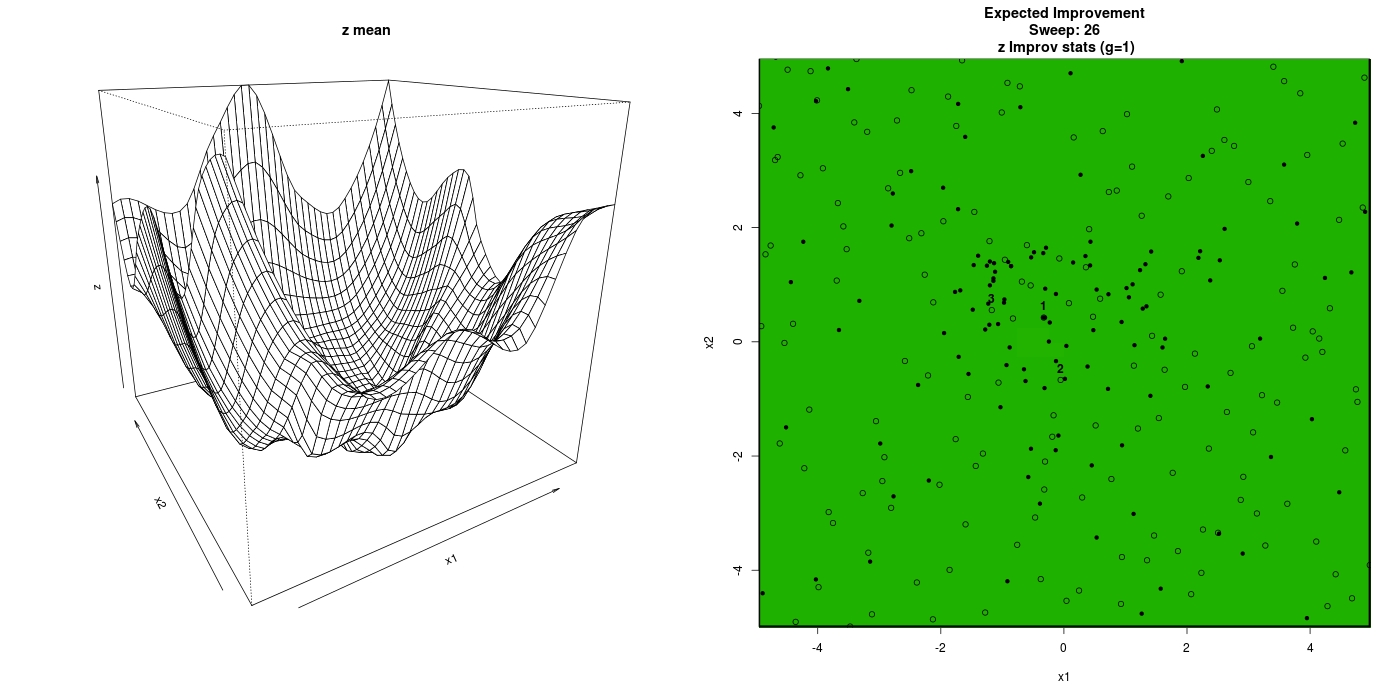 z mean
z
x2
x1
Expected Improvement
Sweep: 26
z Improv stats (g=1)
x2
4
2
0
-2
-4
3
1
2
-4
-2
0
2
4
x1